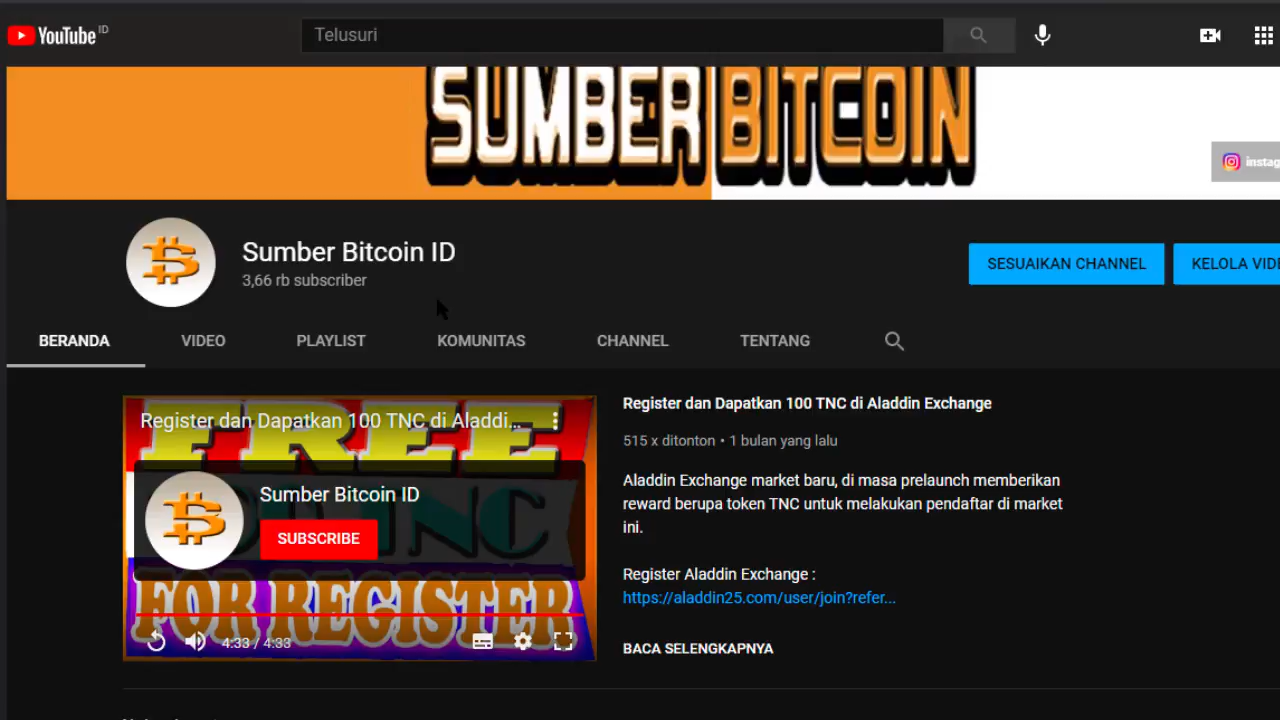 YouTube ID
Telusuri
SUMBER BITCOIN
Sumber Bitcoin ID
3,66 rb subscriber
SESUAIKAN CHANNEL
BERANDA
VIDEO
PLAYLIST
KOMUNITAS
CHANNEL
TENTANG
Register dan Dapatkan 100 TNC di Aladdi...
FREE
TNC
FOR REGISTER
Sumber Bitcoin ID
SUBSCRIBE
4:33 / 4:33
Register dan Dapatkan 100 TNC di Aladdin Exchange
515 x ditonton • 1 bulan yang lalu
Aladdin Exchange market baru, di masa prelaunch memberikan
reward berupa token TNC untuk melakukan pendaftar di market
ini.
Register Aladdin Exchange :
https://aladdin25.com/user/join?refer...
BACA SELENGKAPNYA